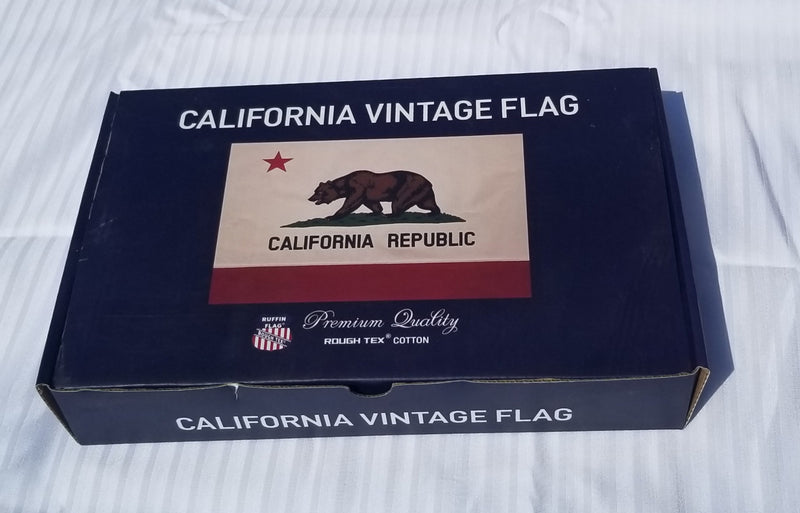 CALIFORNIA VINTAGE FLAG
CALIFORNIA REPUBLIC
RUFFIN
FLAG
Premium Quality
ROUGH TEX® COTTON
CALIFORNIA VINTAGE FLAG